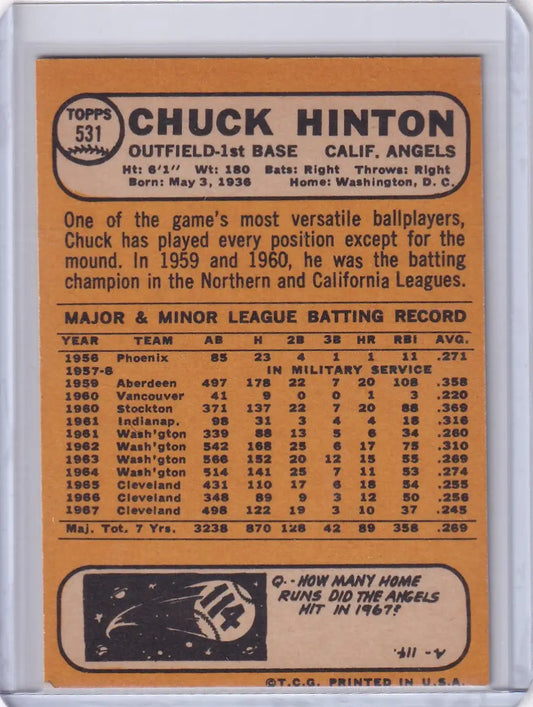 TOPPS
531
CHUCK HINTON
OUTFIELD-1st BASE CALIF. ANGELS
Ht: 6'1" Wt: 180 Bats: Right Throws: Right
Born: May 3, 1936 Home: Washington, D. C.
One of the game's most versatile ballplayers,
Chuck has played every position except for the
mound. In 1959 and 1960, he was the batting
champion in the Northern and California Leagues.
MAJOR & MINOR LEAGUE BATTING RECORD
YEAR TEAM AB H 2B 3B HR RBI AVG.
1956 Phoenix 85 23 4 1 1 11 .271
1957-8 IN MILITARY SERVICE
1959 Aberdeen 497 178 22 7 20 108 .358
1960 Vancouver 41 9 0 0 1 3 .220
1960 Stockton 371 137 22 7 20 88 .369
1961 Indianap. 98 31 3 4 4 18 .316
1961 Wash'gton 339 88 13 5 6 34 .260
1962 Wash'gton 542 168 25 6 17 75 .310
1963 Wash'gton 566 152 20 12 15 55 .269
1964 Wash'gton 514 141 25 7 11 53 .274
1965 Cleveland 431 110 17 6 18 54 .255
1966 Cleveland 348 89 9 3 12 50 .256
1967 Cleveland 498 122 19 3 10 37 .245
Maj. Tot. 7 Yrs. 3238 870 128 42 89 358 .269
114
Q.--HOW MANY HOME
RUNS DID THE ANGELS
HIT IN 1967?
A- 114.
©T.C.G. PRINTED IN U.S.A.